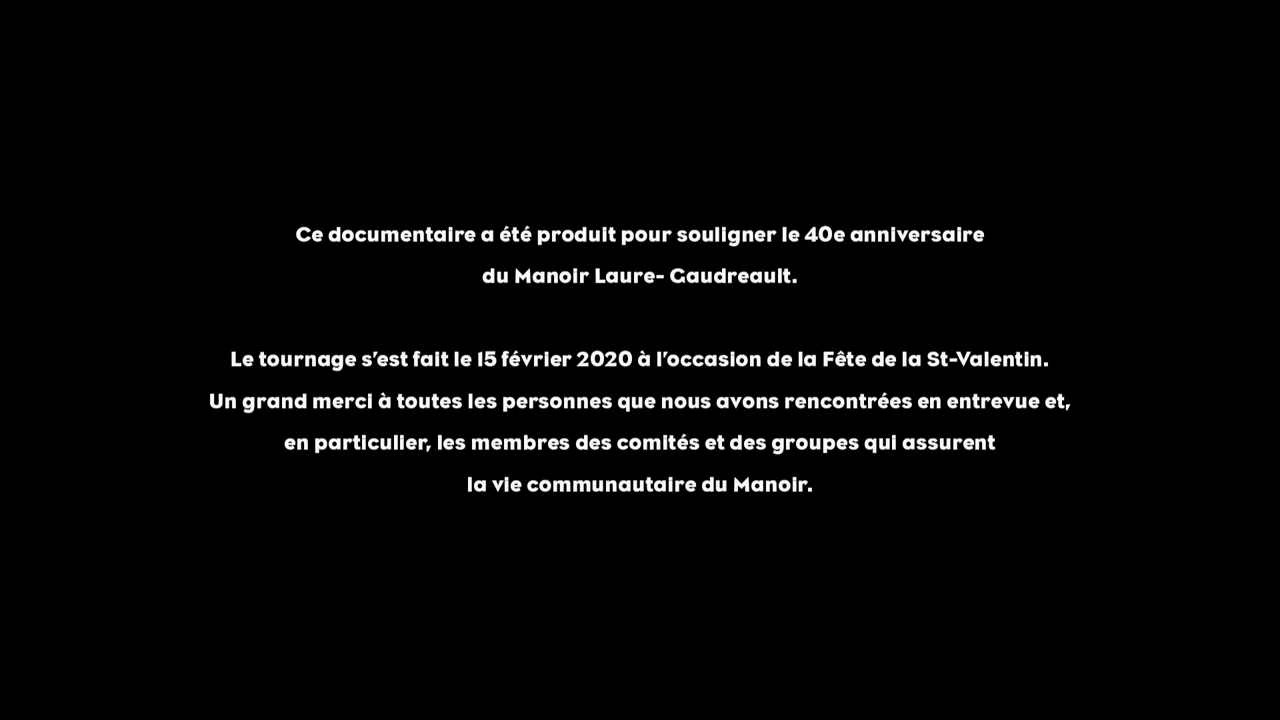 Ce documentaire a été produit pour souligner le 40e anniversaire
du Manoir Laure- Gaudreault.
Le tournage s'est fait le 15 février 2020 à l'occasion de la Fête de la St-Valentin.
Un grand merci à toutes les personnes que nous avons rencontrées en entrevue et,
en particulier, les membres des comités et des groupes qui assurent
la vie communautaire du Manoir.